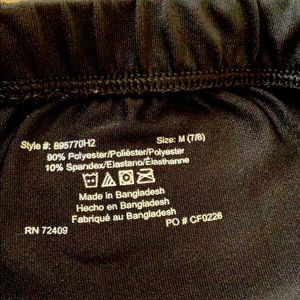 Style #: 895770H2 Size: M (7/8)
90% Polyester/Poliéster/Polyester
10% Spandex/Elastano/Élasthanne
Made in Bangladesh
Hecho en Bangladesh
Fabriqué au Bangladesh
RN 72409 PO # CF0226